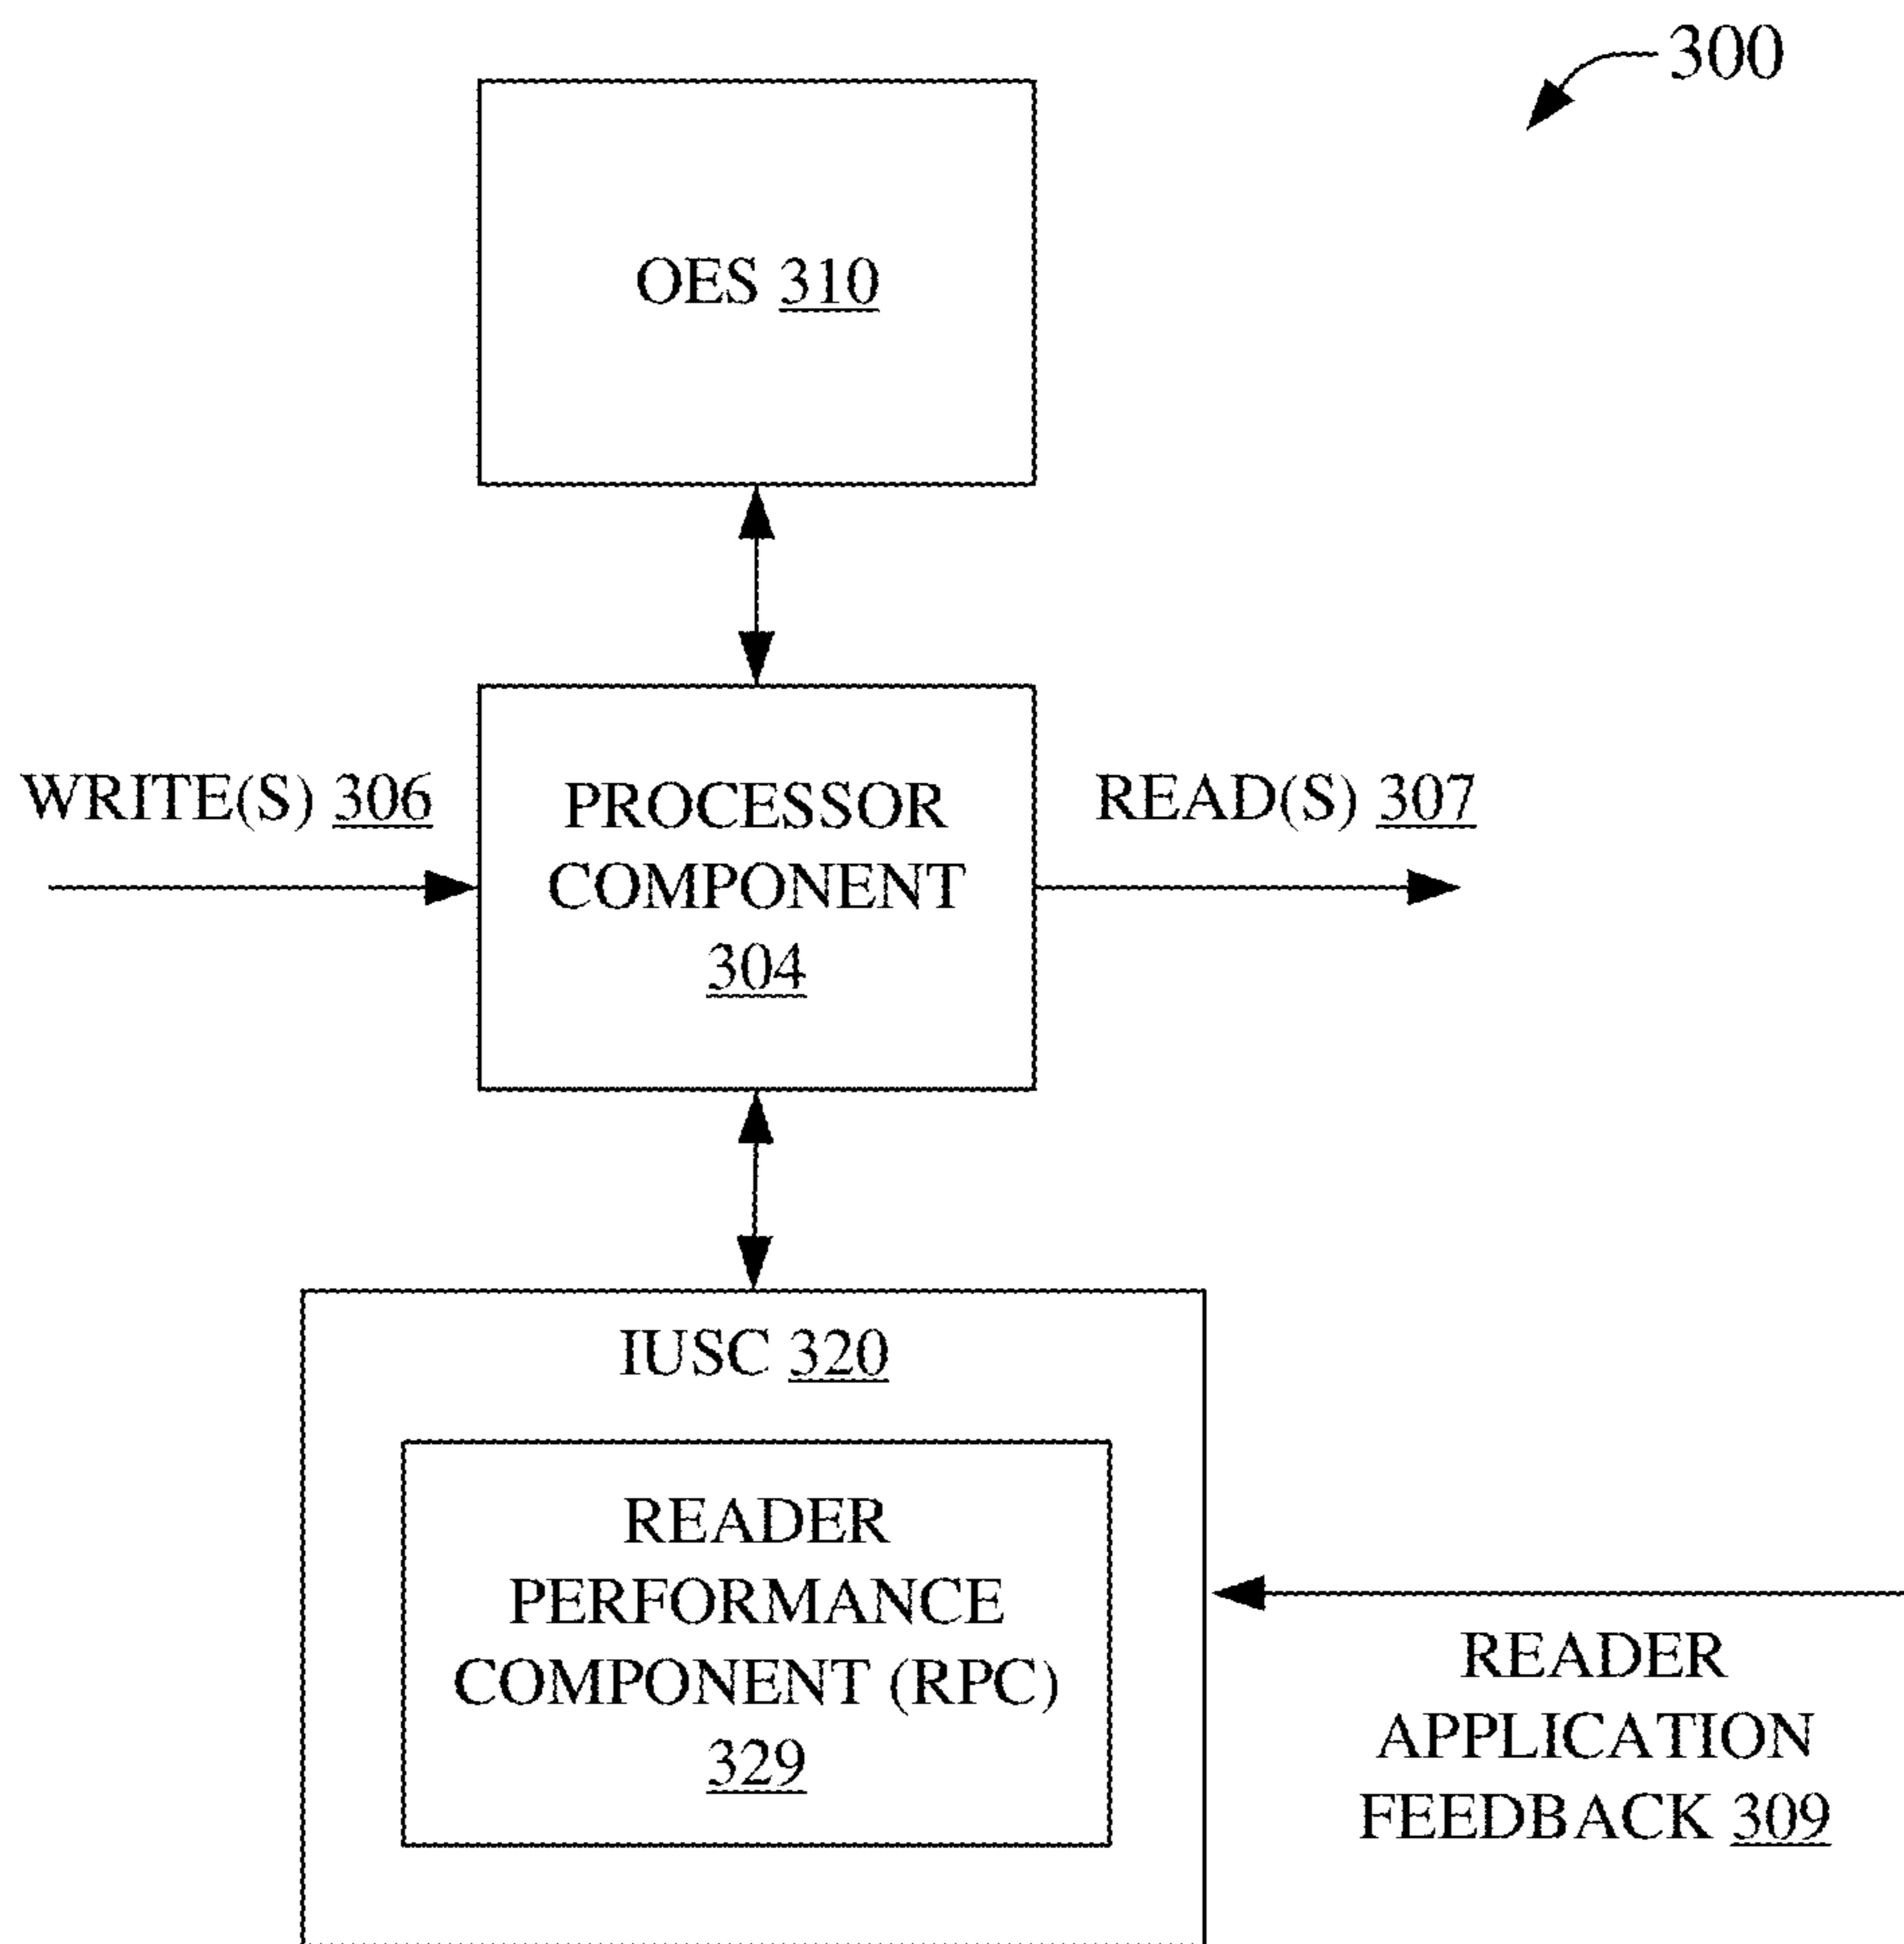 300
OES 310
WRITE(S) 306
PROCESSOR
COMPONENT
304
READ(S) 307
IUSC 320
READER
PERFORMANCE
COMPONENT (RPC)
329
READER
APPLICATION
FEEDBACK 309